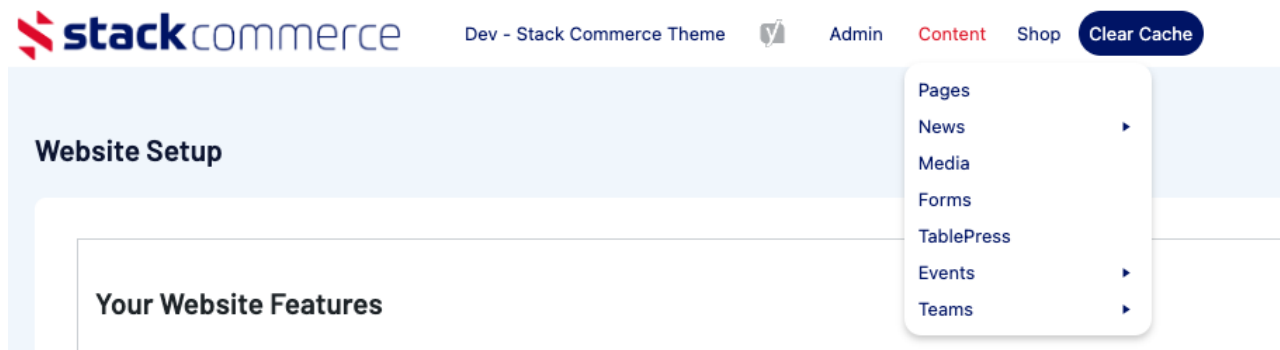 stackcommerce Dev - Stack Commerce Theme Admin Content Shop Clear Cache
Pages
News
Website Setup
Media
Forms
TablePress
Events
Your Website Features
Teams